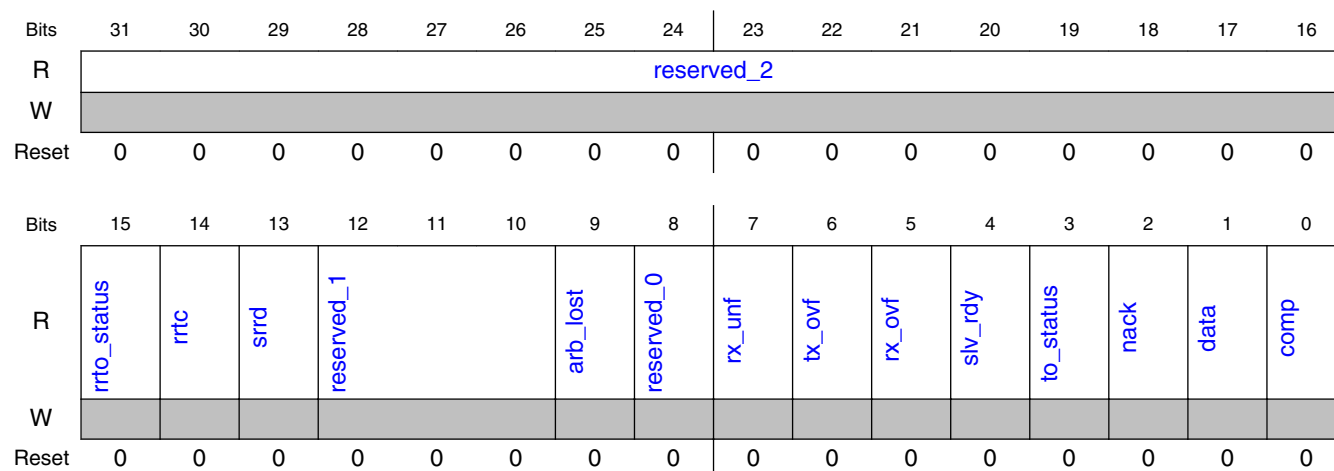 Bits 31 30 29 28 27 26 25 24 23 22 21 20 19 18 17 16
R reserved_2
W
Reset 0 0 0 0 0 0 0 0 0 0 0 0 0 0 0 0
Bits 15 14 13 12 11 10 9 8 7 6 5 4 3 2 1 0
R rrto_status rrtc srrd reserved_1 arb_lost reserved_0 rx_unf tx_ovf rx_ovf slv_rdy to_status nack data comp
W
Reset 0 0 0 0 0 0 0 0 0 0 0 0 0 0 0 0